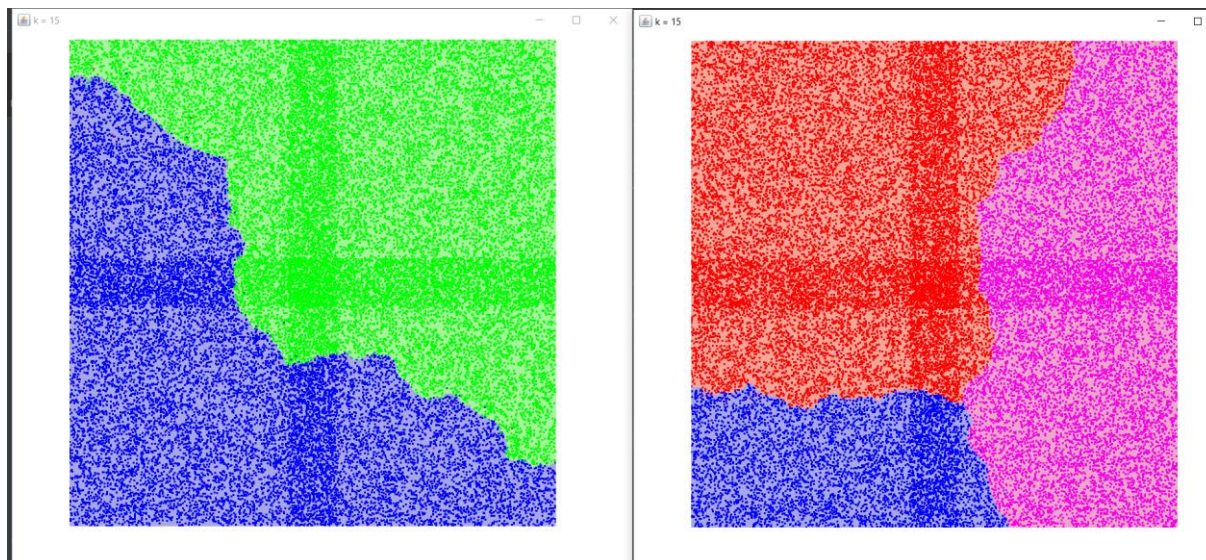 k = 15
k = 15